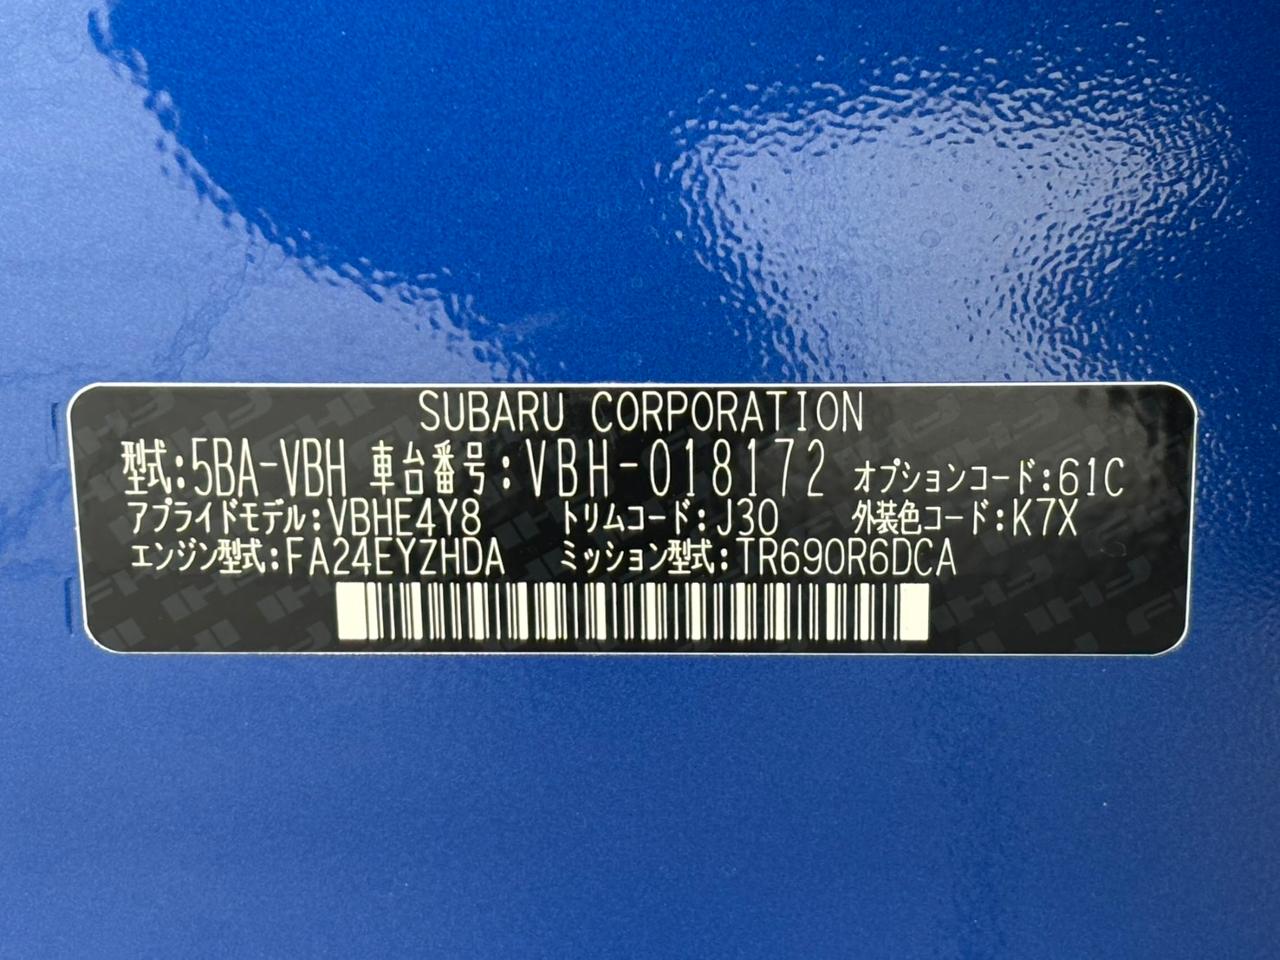 SUBARU CORPORATION
型式:5BA-VBH 車台番号:VBH-018172 オプションコード:61C
アプライドモデル:VBHE4Y8 トリムコード:J30 外装色コード:K7X
エンジン型式:FA24EYZHDA ミッション型式:TR690R6DCA